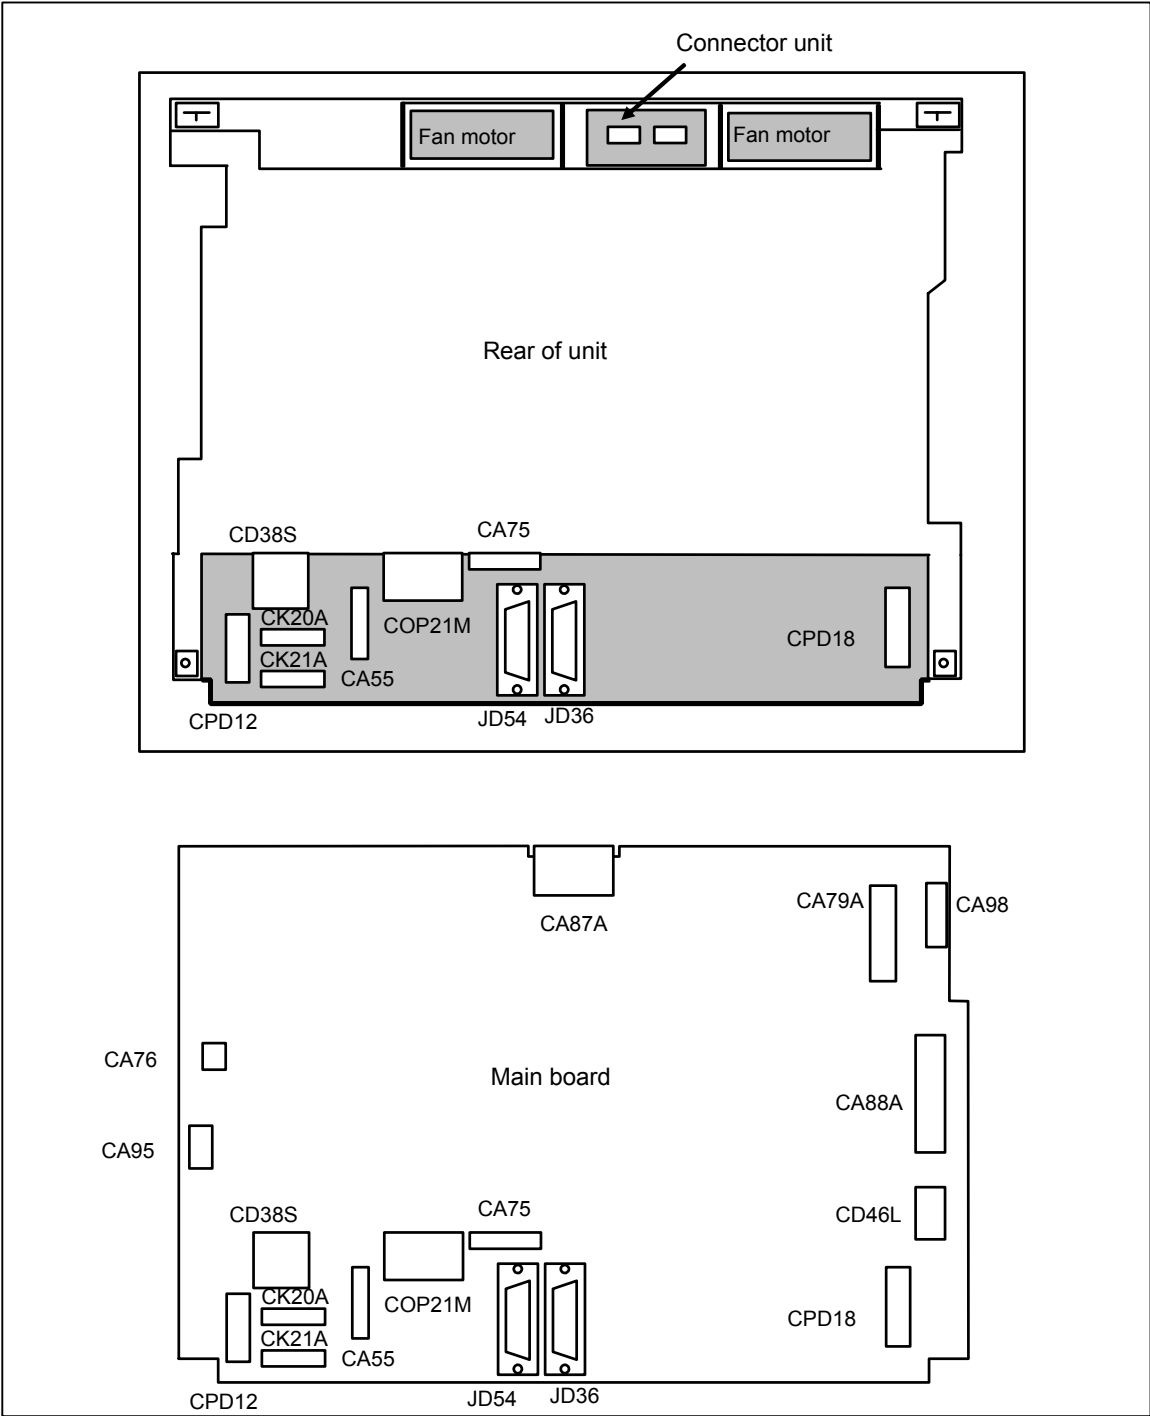 Connector unit
Fan motor
Fan motor
Rear of unit
CD38S
CA75
CK20A
COP21M
CPD18
CK21A
CA55
CPD12
JD54
JD36
CA79A
CA98
CA87A
CA76
Main board
CA88A
CA95
CD38S
CA75
CD46L
CK20A
COP21M
CPD18
CK21A
CA55
CPD12
JD54
JD36